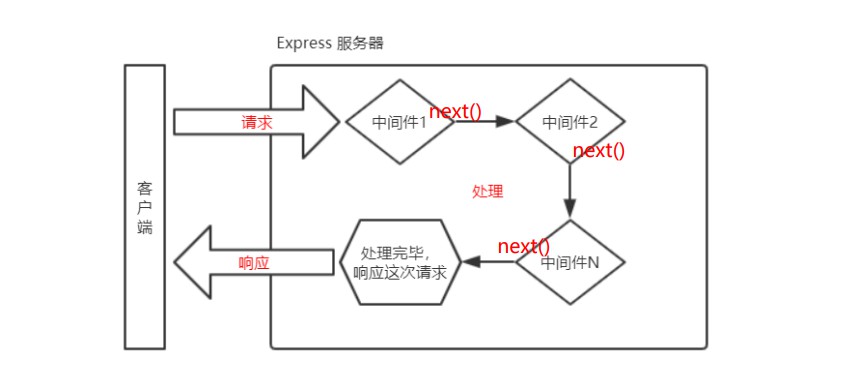 Express 服务器
客户端
请求
中间件1
next()
中间件2
next()
处理
next()
中间件N
处理完毕，
响应这次请求
响应